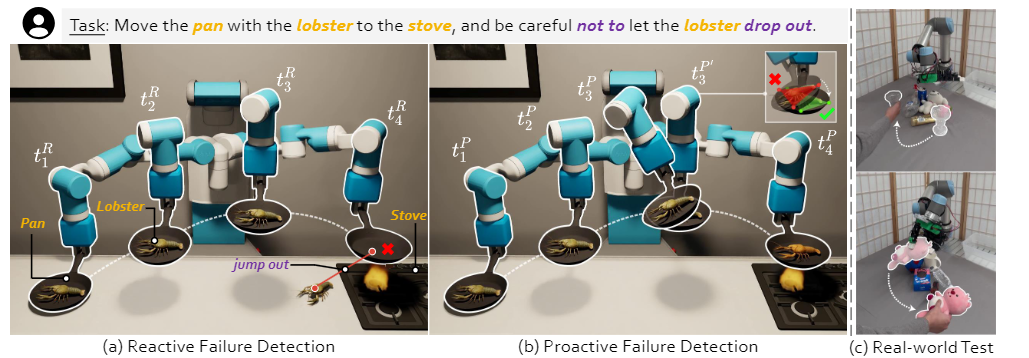 Task: Move the pan with the lobster to the stove, and be careful not to let the lobster drop out.
t_1^R
t_2^R
t_3^R
t_4^R
Pan
Lobster
Stove
jump out
t_1^P
t_2^P
t_3^P
t_3^{P'}
t_4^P
(a) Reactive Failure Detection
(b) Proactive Failure Detection
(c) Real-world Test